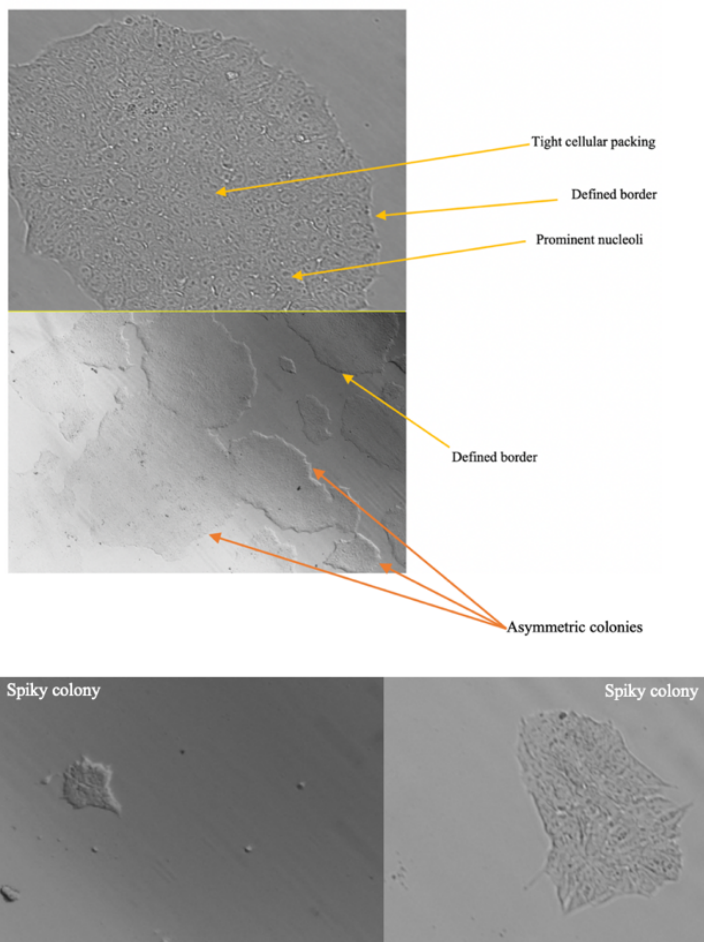 Tight cellular packing
Defined border
Prominent nucleoli
Defined border
Asymmetric colonies
Spiky colony
Spiky colony